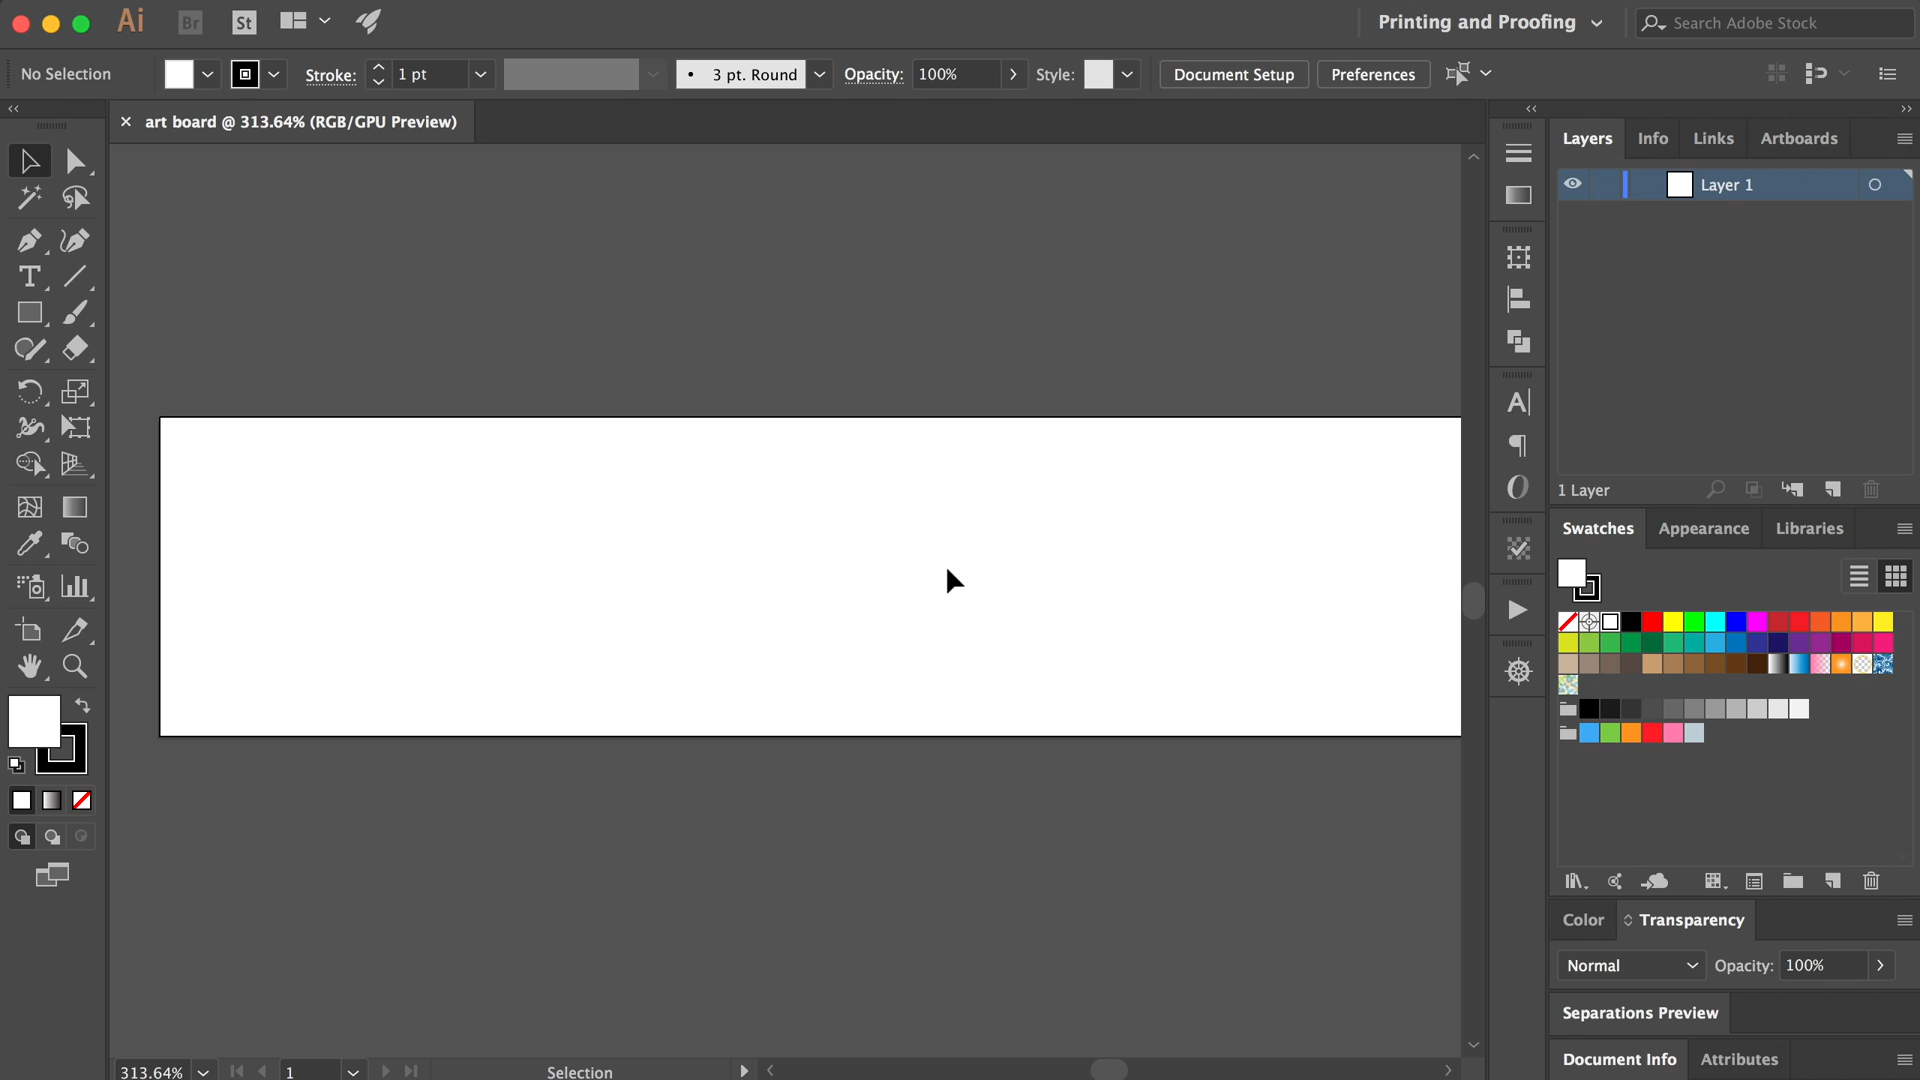 Ai Br St Printing and Proofing Search Adobe Stock
No Selection Stroke: 1 pt 3 pt. Round Opacity: 100% Style: Document Setup Preferences
art board @ 313.64% (RGB/GPU Preview)
Layers Info Links Artboards
Layer 1
1 Layer
Swatches Appearance Libraries
Color Transparency
Normal Opacity: 100%
Separations Preview
Document Info Attributes
313.64% 1 Selection